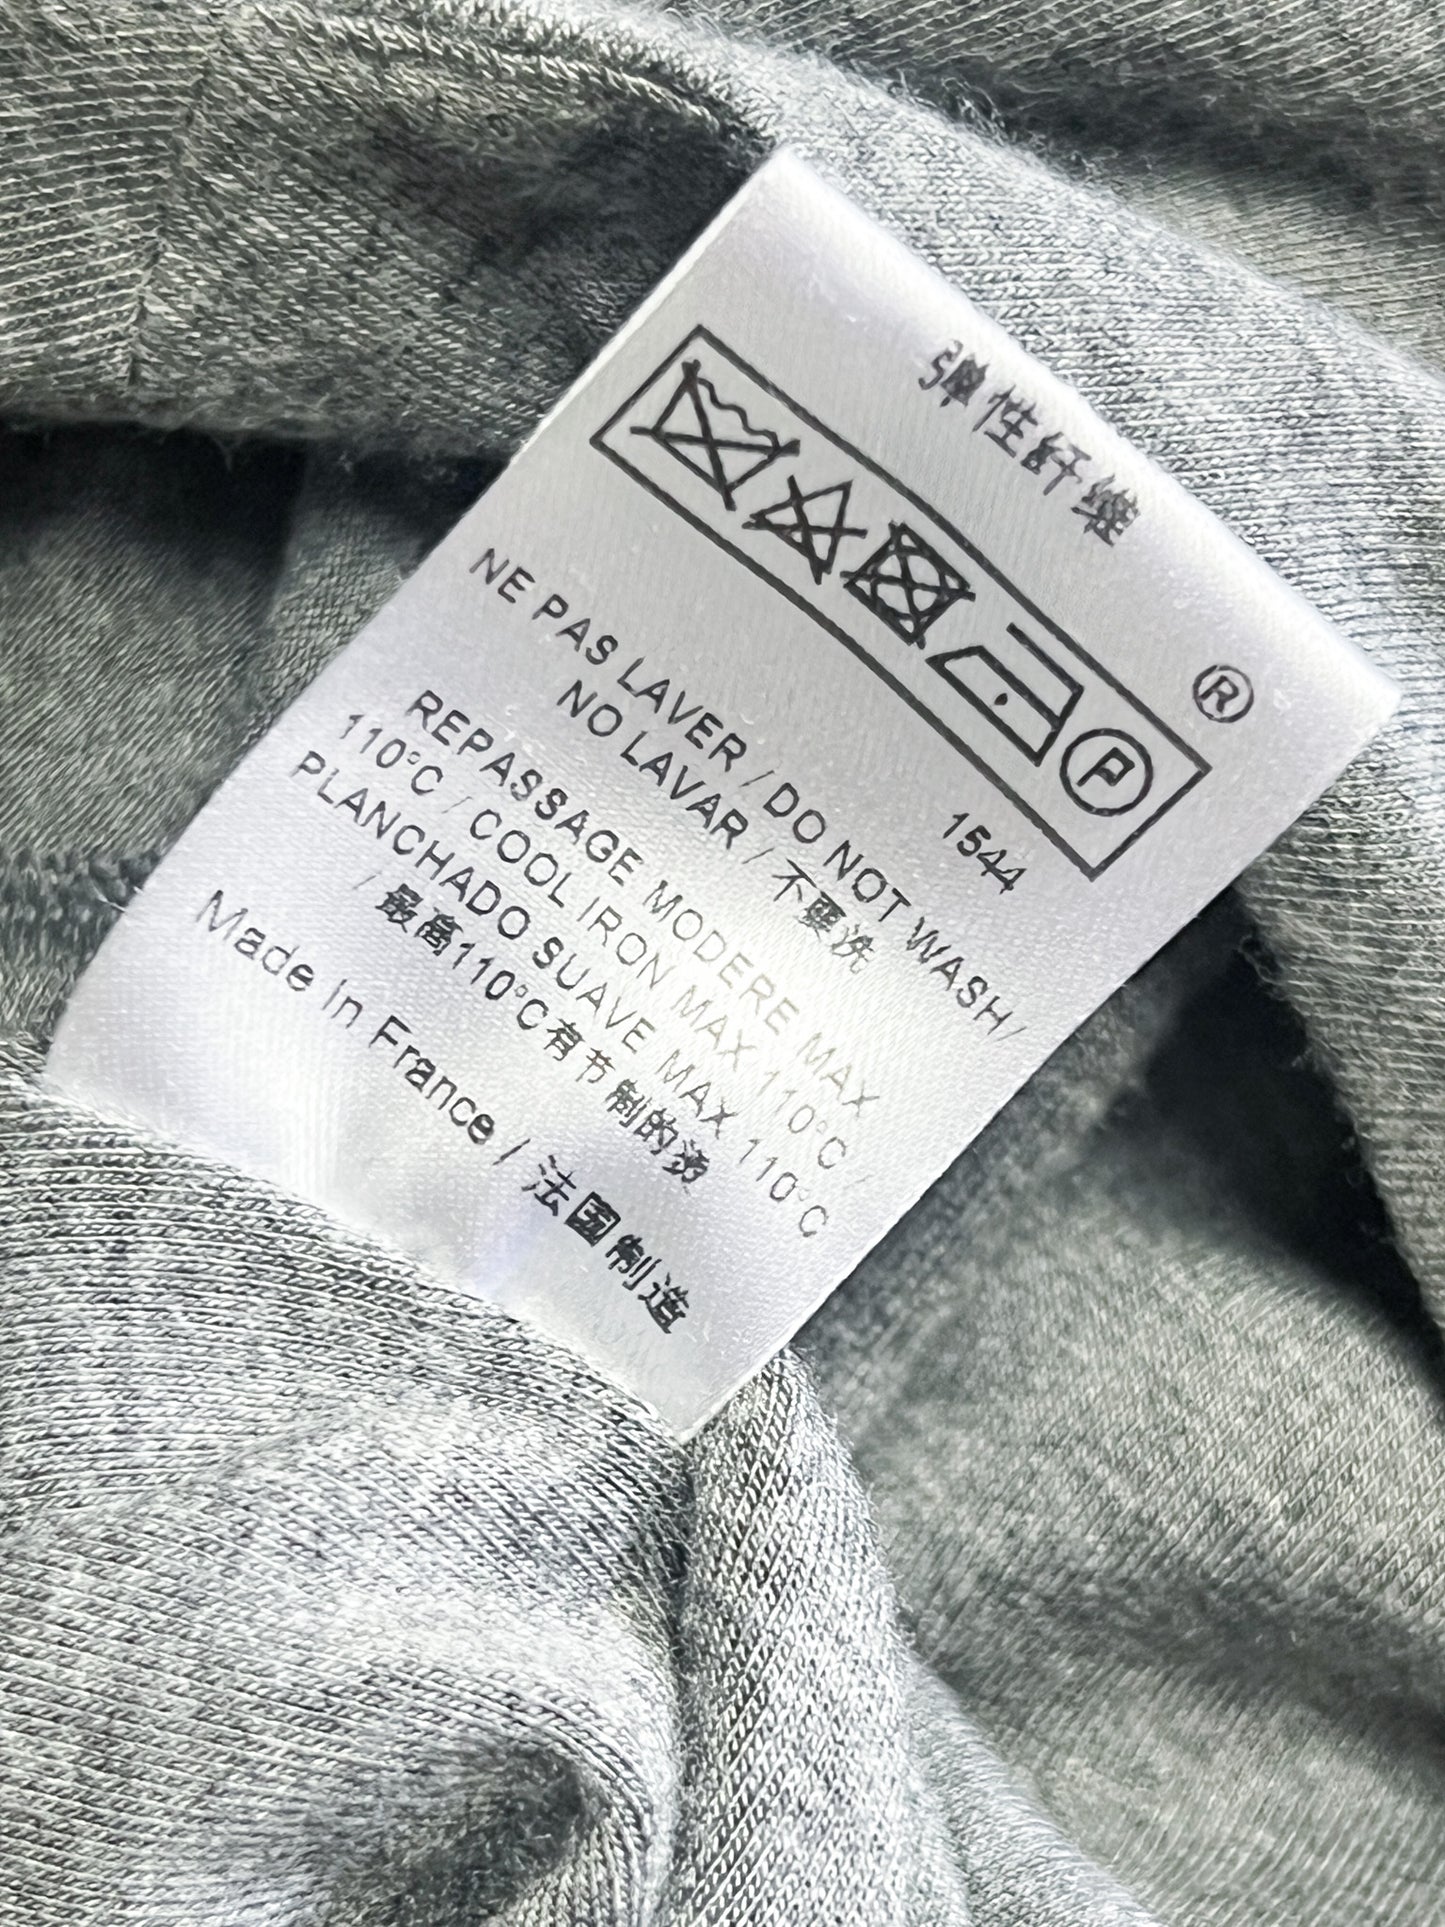 弹性纤维
®
P
1544
NE PAS LAVER / DO NOT WASH/
NO LAVAR / 不要洗
REPASSAGE MODERE MAX
110°C / COOL IRON MAX 110°C /
PLANCHADO SUAVE MAX 110°C
/ 最高110°C有节制的烫
Made in France / 法国制造